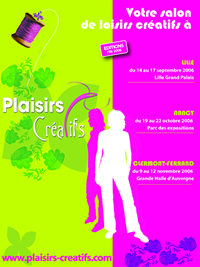 Votre salon
de loisirs créatifs à
EDITIONS
LILLE
du 14 au 17 septembre 2006
Lille Grand Palais
Plaisirs
Créatifs
NANCY
du 19 au 22 octobre 2006
Parc des expositions
CLERMONT-FERRAND
du 9 au 12 novembre 2006
Grande Halle d'Auvergne
www.plaisirs-creatifs.com